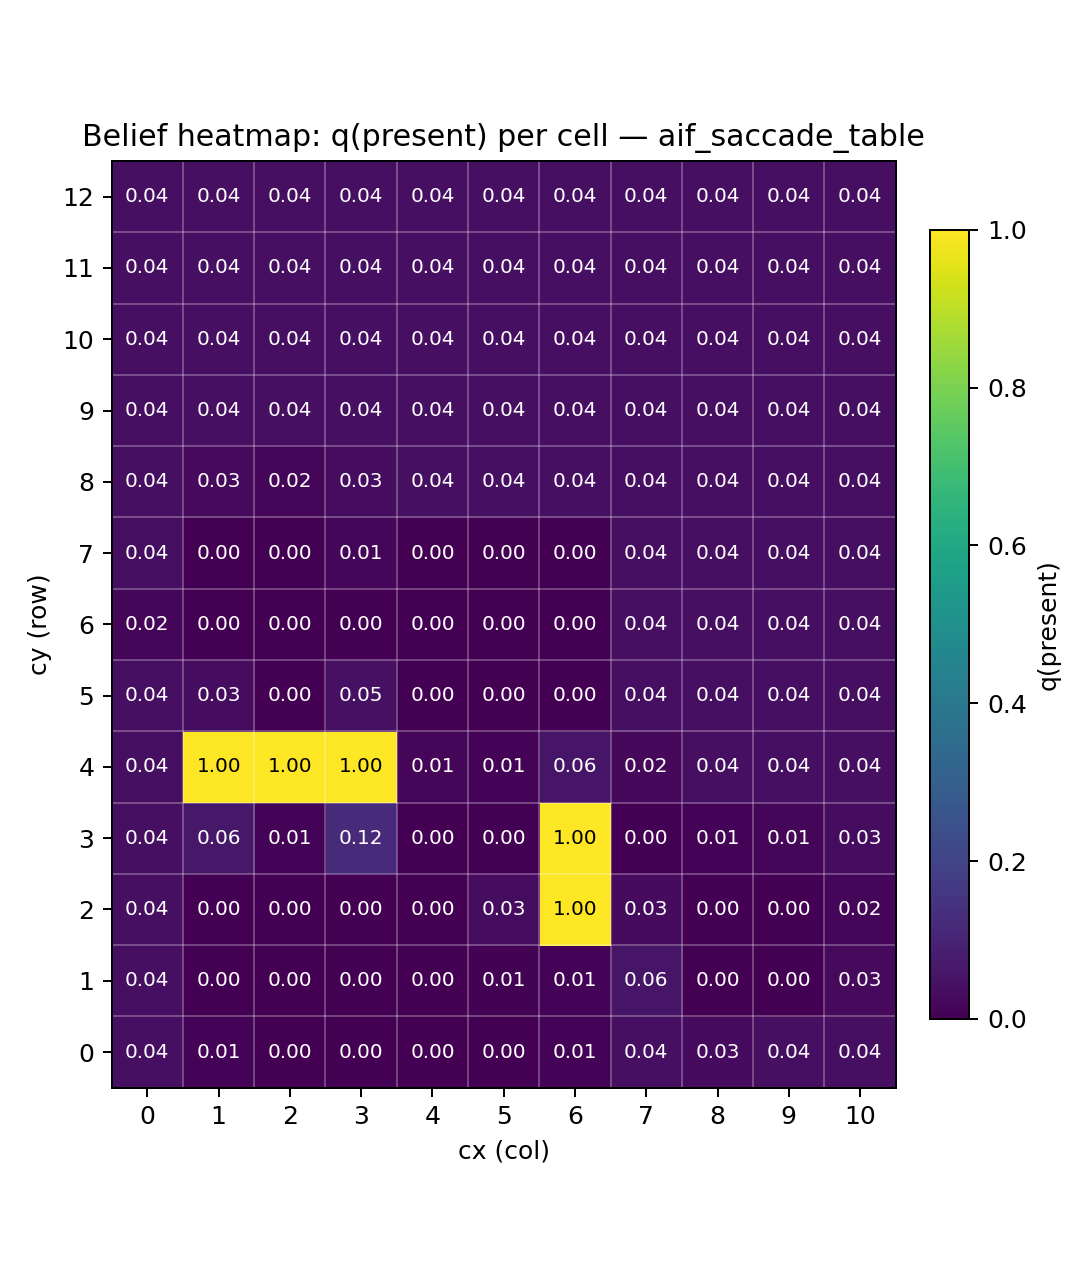 Belief heatmap: q(present) per cell — aif_saccade_table
12 0.04 0.04 0.04 0.04 0.04 0.04 0.04 0.04 0.04 0.04 0.04
11 0.04 0.04 0.04 0.04 0.04 0.04 0.04 0.04 0.04 0.04 0.04
10 0.04 0.04 0.04 0.04 0.04 0.04 0.04 0.04 0.04 0.04 0.04
9 0.04 0.04 0.04 0.04 0.04 0.04 0.04 0.04 0.04 0.04 0.04
8 0.04 0.03 0.02 0.03 0.04 0.04 0.04 0.04 0.04 0.04 0.04
7 0.04 0.00 0.00 0.01 0.00 0.00 0.00 0.04 0.04 0.04 0.04
6 0.02 0.00 0.00 0.00 0.00 0.00 0.00 0.04 0.04 0.04 0.04
5 0.04 0.03 0.00 0.05 0.00 0.00 0.00 0.04 0.04 0.04 0.04
4 0.04 1.00 1.00 1.00 0.01 0.01 0.06 0.02 0.04 0.04 0.04
3 0.04 0.06 0.01 0.12 0.00 0.00 1.00 0.00 0.01 0.01 0.03
2 0.04 0.00 0.00 0.00 0.00 0.03 1.00 0.03 0.00 0.00 0.02
1 0.04 0.00 0.00 0.00 0.00 0.01 0.01 0.06 0.00 0.00 0.03
0 0.04 0.01 0.00 0.00 0.00 0.00 0.01 0.04 0.03 0.04 0.04
0 1 2 3 4 5 6 7 8 9 10
cx (col)
cy (row)
1.0
0.8
0.6
0.4
0.2
0.0
q(present)